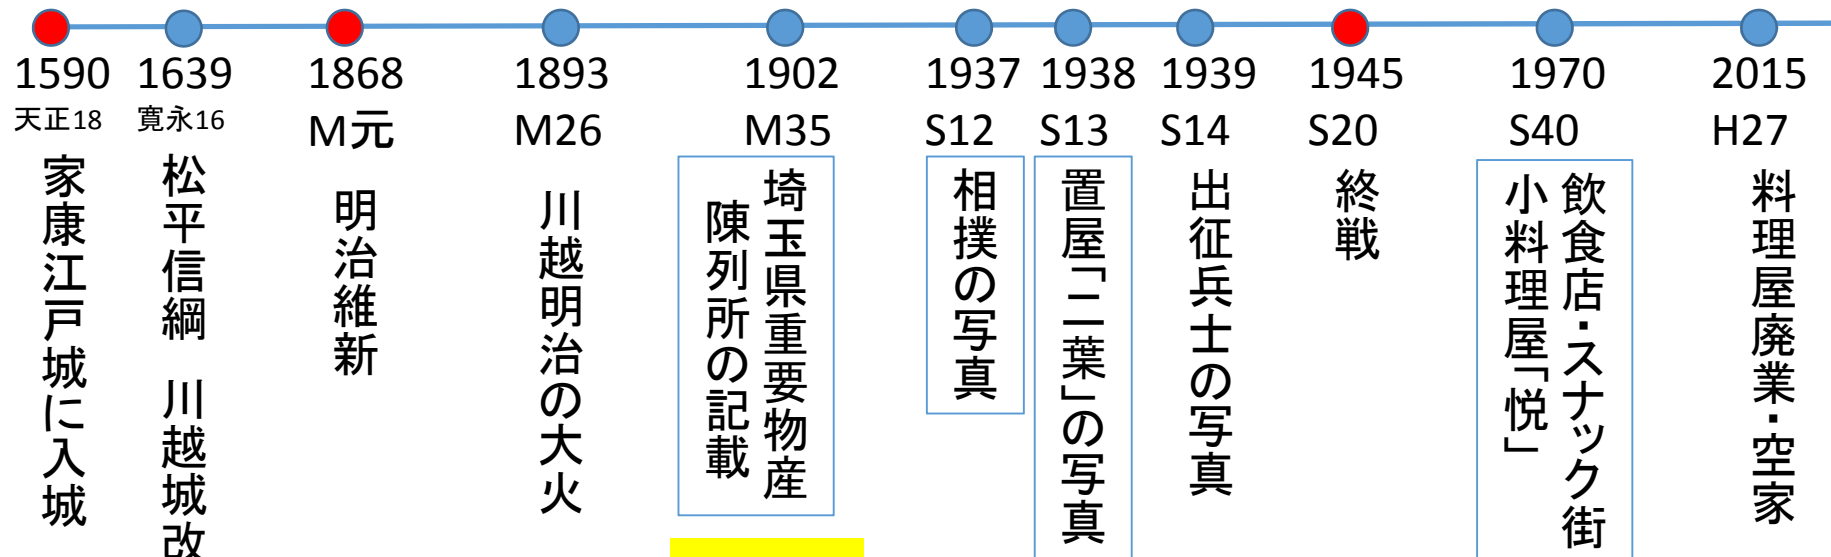 1590
天正18
家康江戸城に入城
1639
寛永16
松平信綱 川越城改
1868
M元
明治維新
1893
M26
川越明治の大火
1902
M35
埼玉県重要物産
陳列所の記載
1937
S12
相撲の写真
1938
S13
置屋「二葉」の写真
1939
S14
出征兵士の写真
1945
S20
終戦
1970
S40
飲食店・スナック街
小料理屋「悦」
2015
H27
料理屋廃業・空家